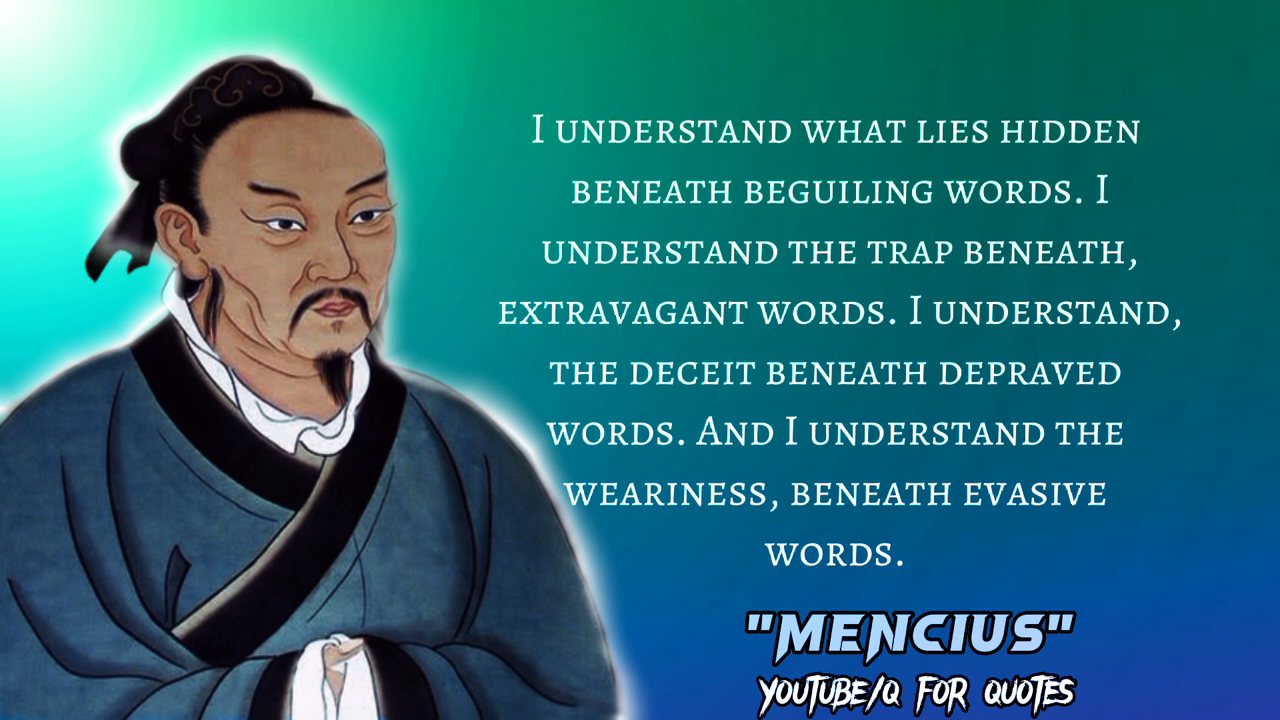 I understand what lies hidden
beneath beguiling words. I
understand the trap beneath,
extravagant words. I understand,
the deceit beneath depraved
words. And I understand the
weariness, beneath evasive
words.
"MENCIUS"
YOUTUBE/Q FOR QUOTES